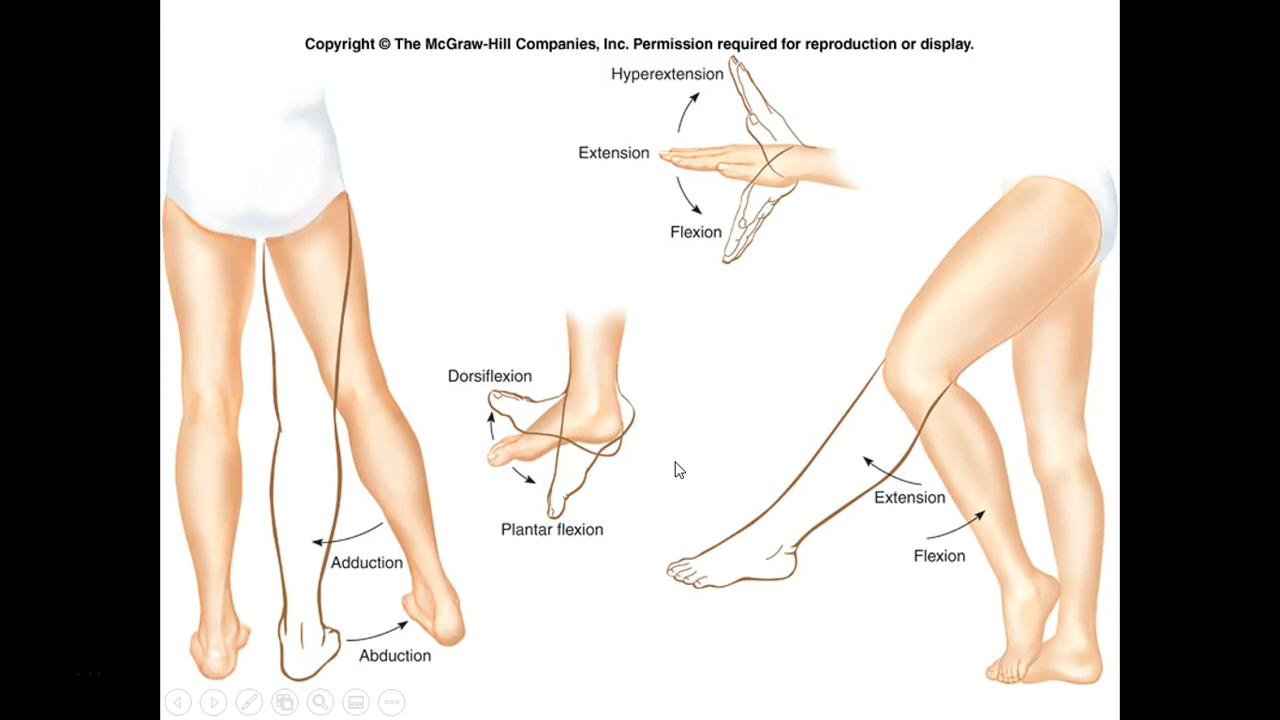 Copyright © The McGraw-Hill Companies, Inc. Permission required for reproduction or display.
Hyperextension
Extension
Flexion
Dorsiflexion
Plantar flexion
Extension
Flexion
Adduction
Abduction